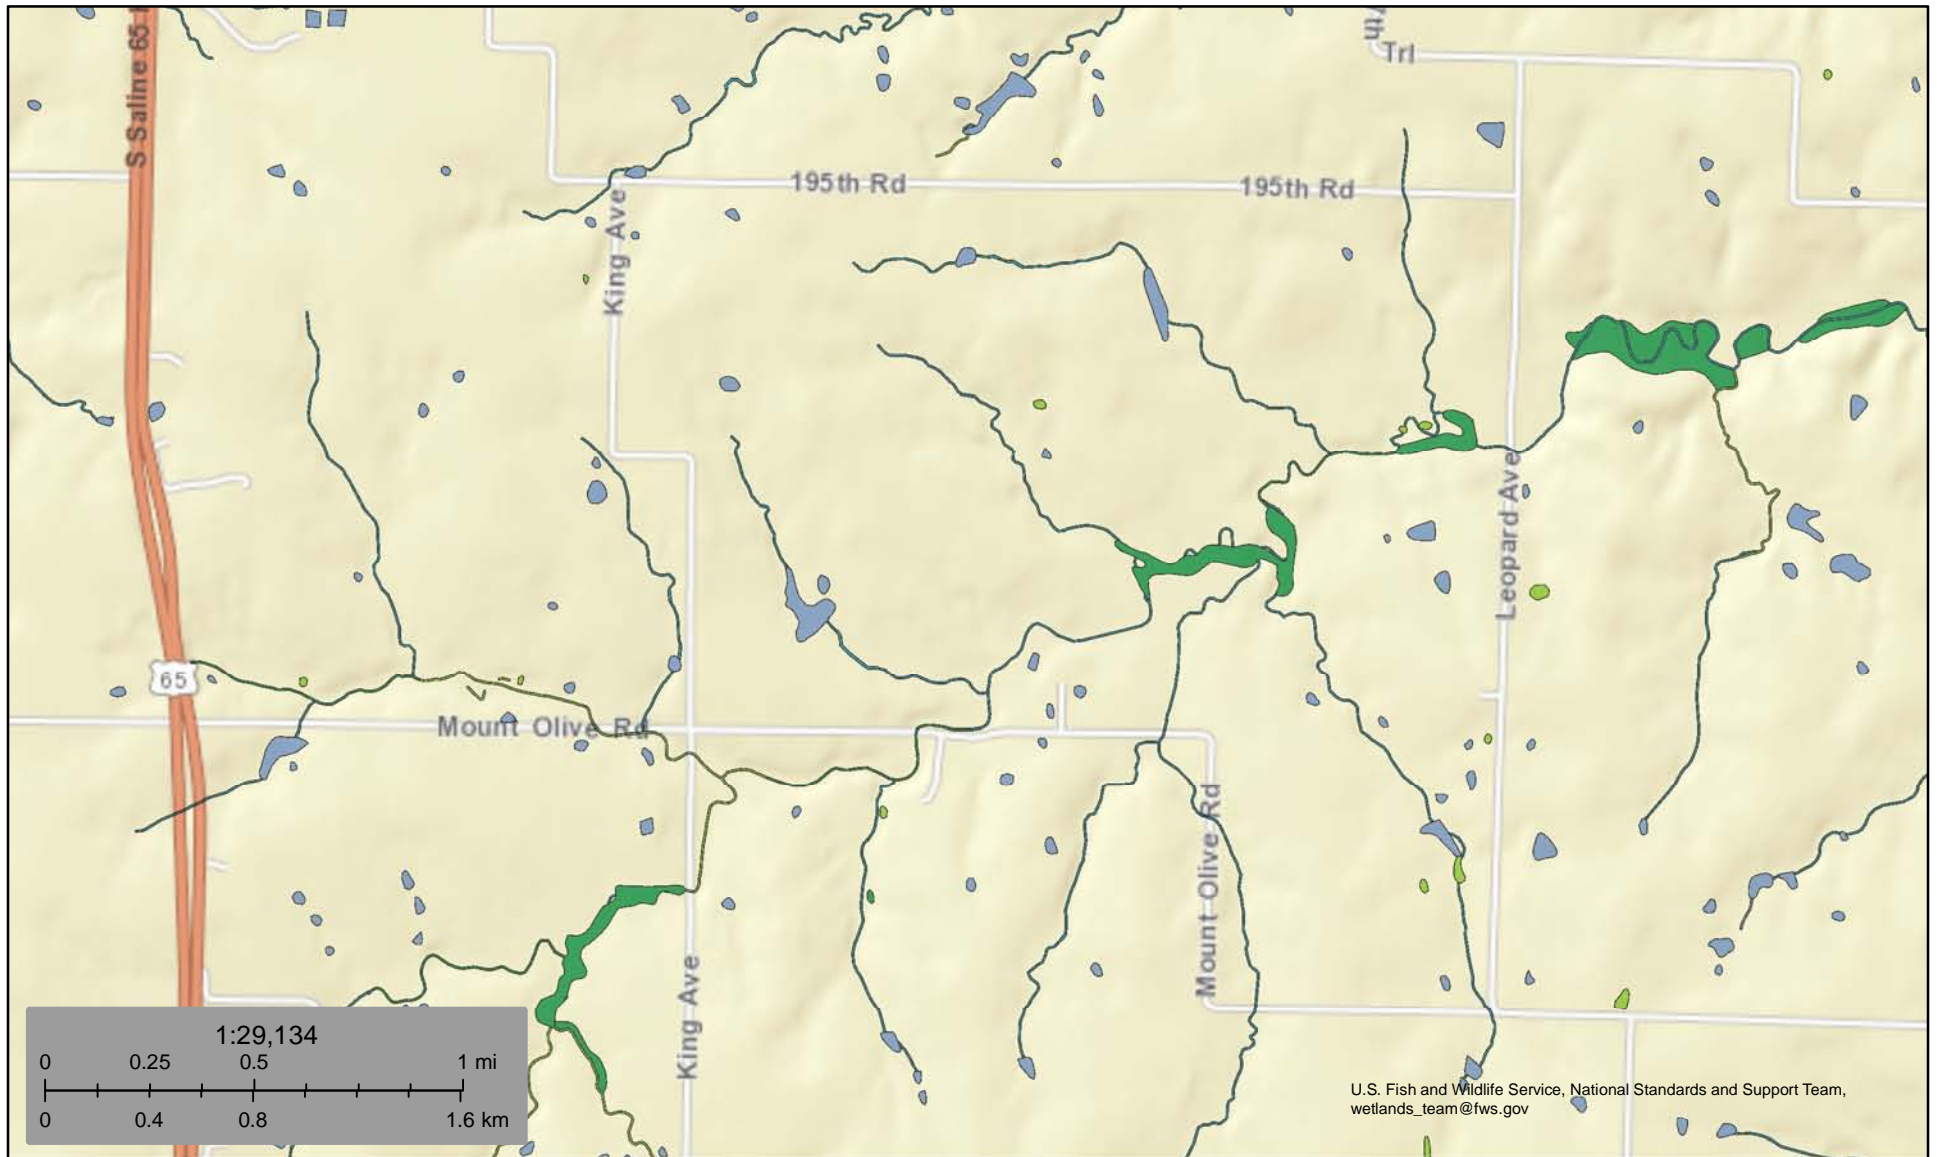 S Saline 65
Trl
195th Rd
195th Rd
King Ave
Leopard Ave
65
Mount Olive Rd
Mount Olive Rd
King Ave
1:29,134
0 0.25 0.5 1 mi
0 0.4 0.8 1.6 km
U.S. Fish and Wildlife Service, National Standards and Support Team,
wetlands_team@fws.gov